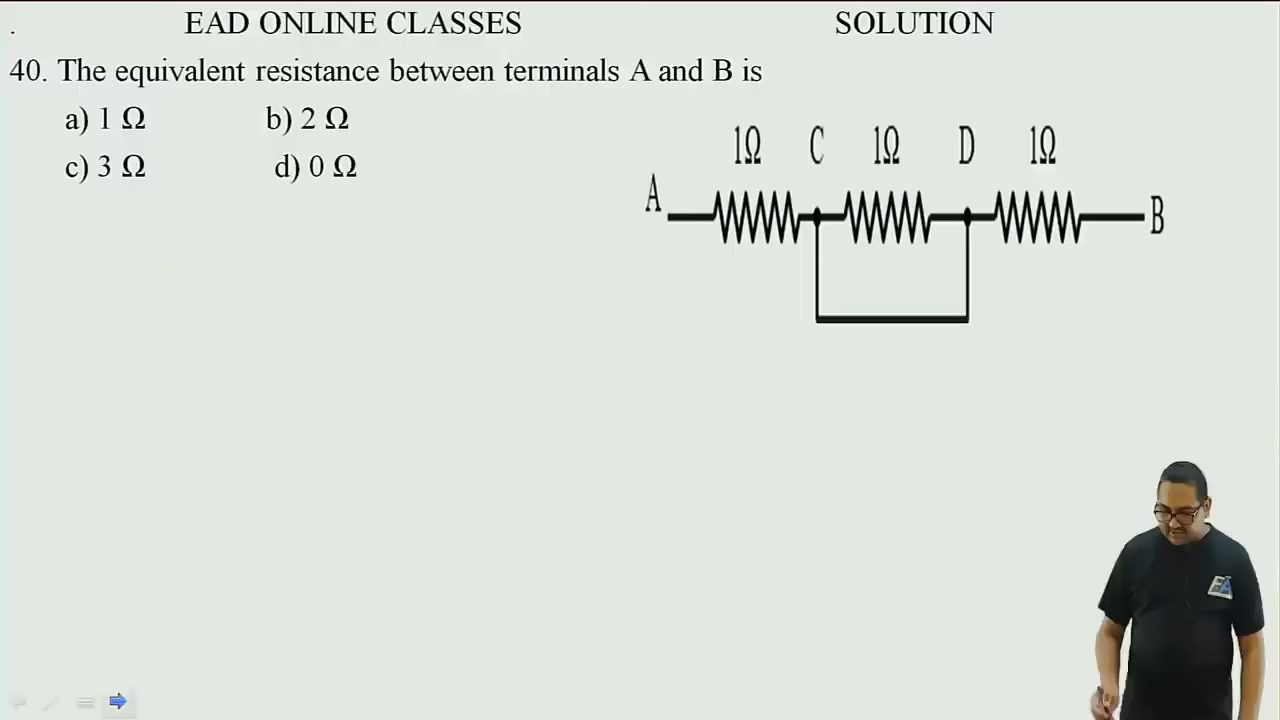 EAD ONLINE CLASSES SOLUTION
40. The equivalent resistance between terminals A and B is
a) 1 Ω b) 2 Ω
c) 3 Ω d) 0 Ω
1Ω C 1Ω D 1Ω
A
B
EA